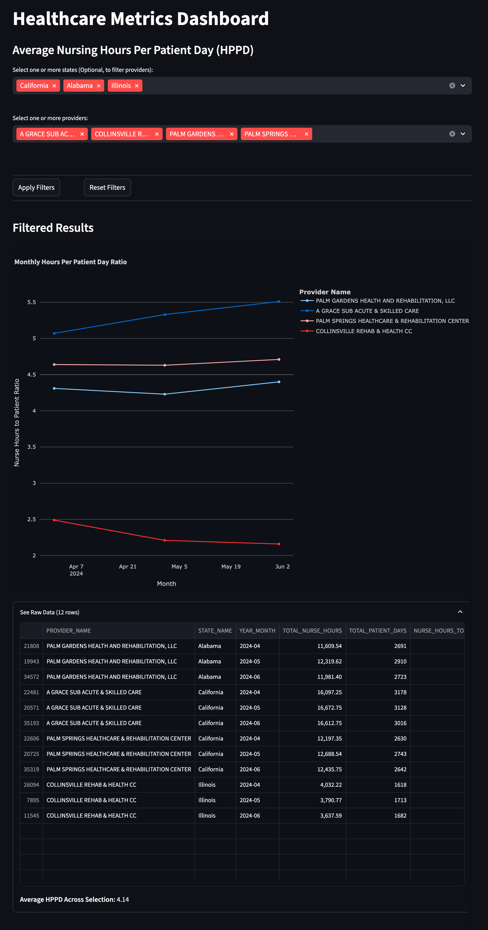 Healthcare Metrics Dashboard
Average Nursing Hours Per Patient Day (HPPD)
Select one or more states (Optional, to filter providers):
California × Alabama × Illinois ×
Select one or more providers:
A GRACE SUB AC... × COLLINSVILLE R... × PALM GARDENS ... × PALM SPRINGS ... ×
Apply Filters Reset Filters
Filtered Results
Monthly Hours Per Patient Day Ratio
Provider Name
PALM GARDENS HEALTH AND REHABILITATION, LLC
A GRACE SUB ACUTE & SKILLED CARE
PALM SPRINGS HEALTHCARE & REHABILITATION CENTER
COLLINSVILLE REHAB & HEALTH CC
Nurse Hours to Patient Ratio
5.5
5
4.5
4
3.5
3
2.5
2
Apr 7 Apr 21 May 5 May 19 Jun 2
2024
Month
See Raw Data (12 rows)
PROVIDER_NAME STATE_NAME YEAR_MONTH TOTAL_NURSE_HOURS TOTAL_PATIENT_DAYS NURSE_HOURS_TO
21808 PALM GARDENS HEALTH AND REHABILITATION, LLC Alabama 2024-04 11,609.54 2691
19943 PALM GARDENS HEALTH AND REHABILITATION, LLC Alabama 2024-05 12,319.62 2910
34572 PALM GARDENS HEALTH AND REHABILITATION, LLC Alabama 2024-06 11,981.40 2723
22481 A GRACE SUB ACUTE & SKILLED CARE California 2024-04 16,097.25 3178
20571 A GRACE SUB ACUTE & SKILLED CARE California 2024-05 16,672.75 3128
35193 A GRACE SUB ACUTE & SKILLED CARE California 2024-06 16,612.75 3016
22606 PALM SPRINGS HEALTHCARE & REHABILITATION CENTER California 2024-04 12,197.35 2630
20725 PALM SPRINGS HEALTHCARE & REHABILITATION CENTER California 2024-05 12,688.54 2743
35319 PALM SPRINGS HEALTHCARE & REHABILITATION CENTER California 2024-06 12,435.75 2642
26094 COLLINSVILLE REHAB & HEALTH CC Illinois 2024-04 4,032.22 1618
7895 COLLINSVILLE REHAB & HEALTH CC Illinois 2024-05 3,790.77 1713
11545 COLLINSVILLE REHAB & HEALTH CC Illinois 2024-06 3,637.59 1682
Average HPPD Across Selection: 4.14